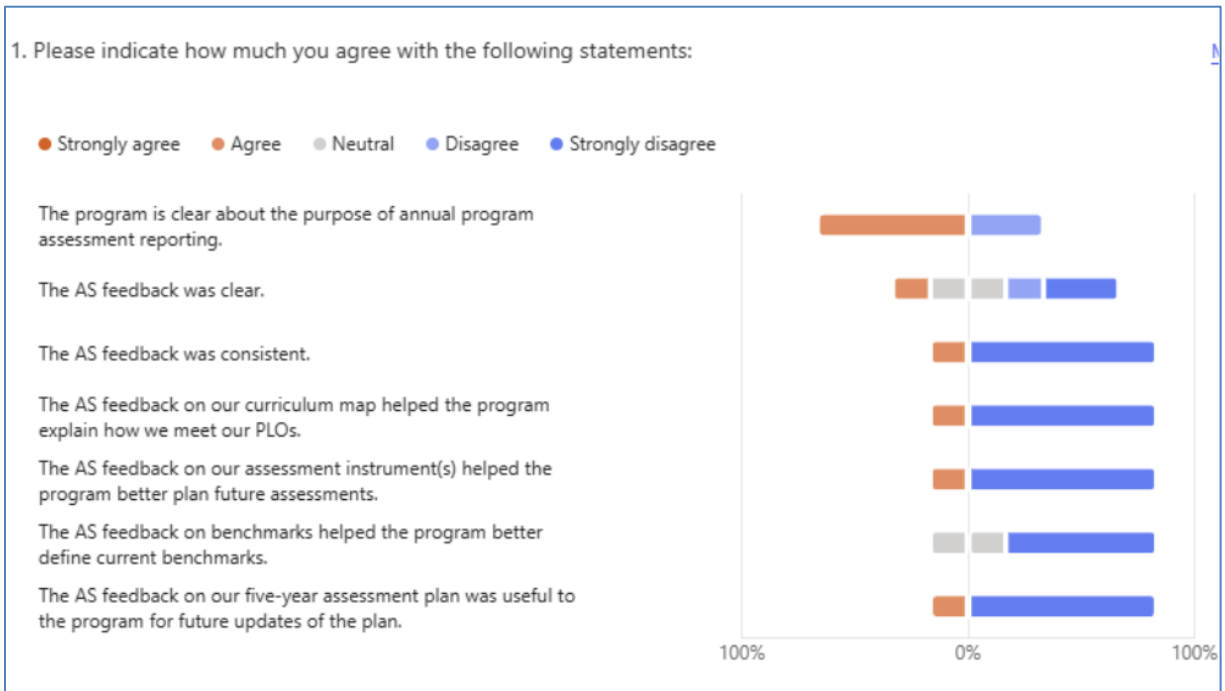 1. Please indicate how much you agree with the following statements:
Strongly agree Agree Neutral Disagree Strongly disagree
The program is clear about the purpose of annual program
assessment reporting.
The AS feedback was clear.
The AS feedback was consistent.
The AS feedback on our curriculum map helped the program
explain how we meet our PLOs.
The AS feedback on our assessment instrument(s) helped the
program better plan future assessments.
The AS feedback on benchmarks helped the program better
define current benchmarks.
The AS feedback on our five-year assessment plan was useful to
the program for future updates of the plan.
100% 0% 100%